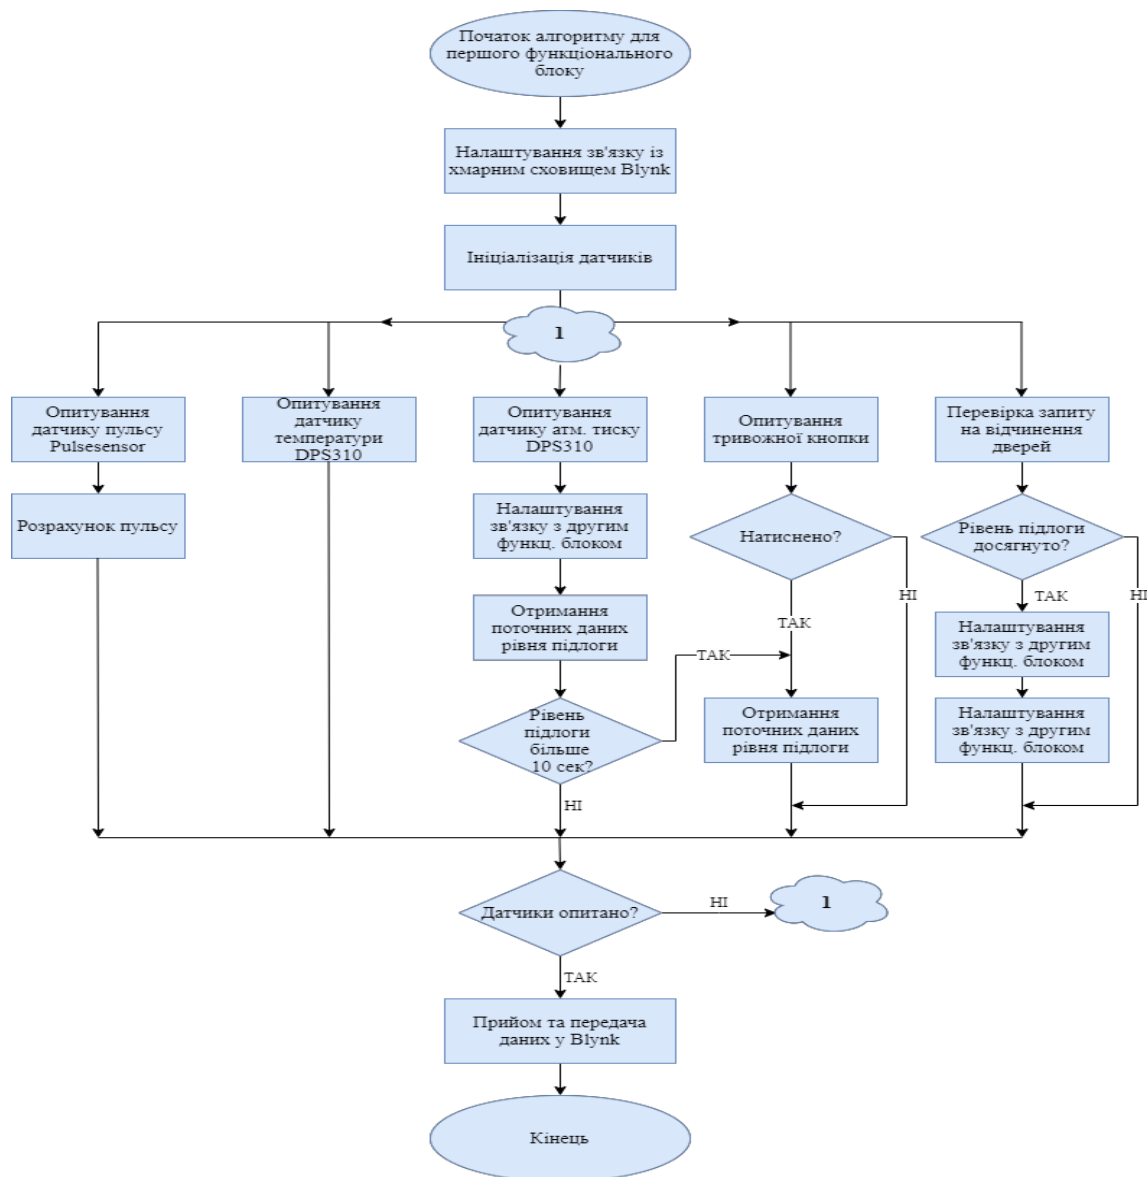 Початок алгоритму для
першого функціонального
блоку
Налаштування зв'язку із
хмарним сховищем Blynk
Ініціалізація датчиків
1
Опитування
датчику пульсу
Pulsesensor
Розрахунок пульсу
Опитування
датчику
температури
DPS310
Опитування
датчику атм. тиску
DPS310
Налаштування
зв'язку з другим
функц. блоком
Отримання
поточних даних
рівня підлоги
Рівень
підлоги
більше
10 сек?
ТАК
НІ
Опитування
тривожної кнопки
Натиснено?
НІ
ТАК
Отримання
поточних даних
рівня підлоги
Перевірка запиту
на відчинення
дверей
Рівень підлоги
досягнуто?
НІ
ТАК
Налаштування
зв'язку з другим
функц. блоком
Налаштування
зв'язку з другим
функц. блоком
Датчики опитано?
НІ
1
ТАК
Прийом та передача
даних у Blynk
Кінець